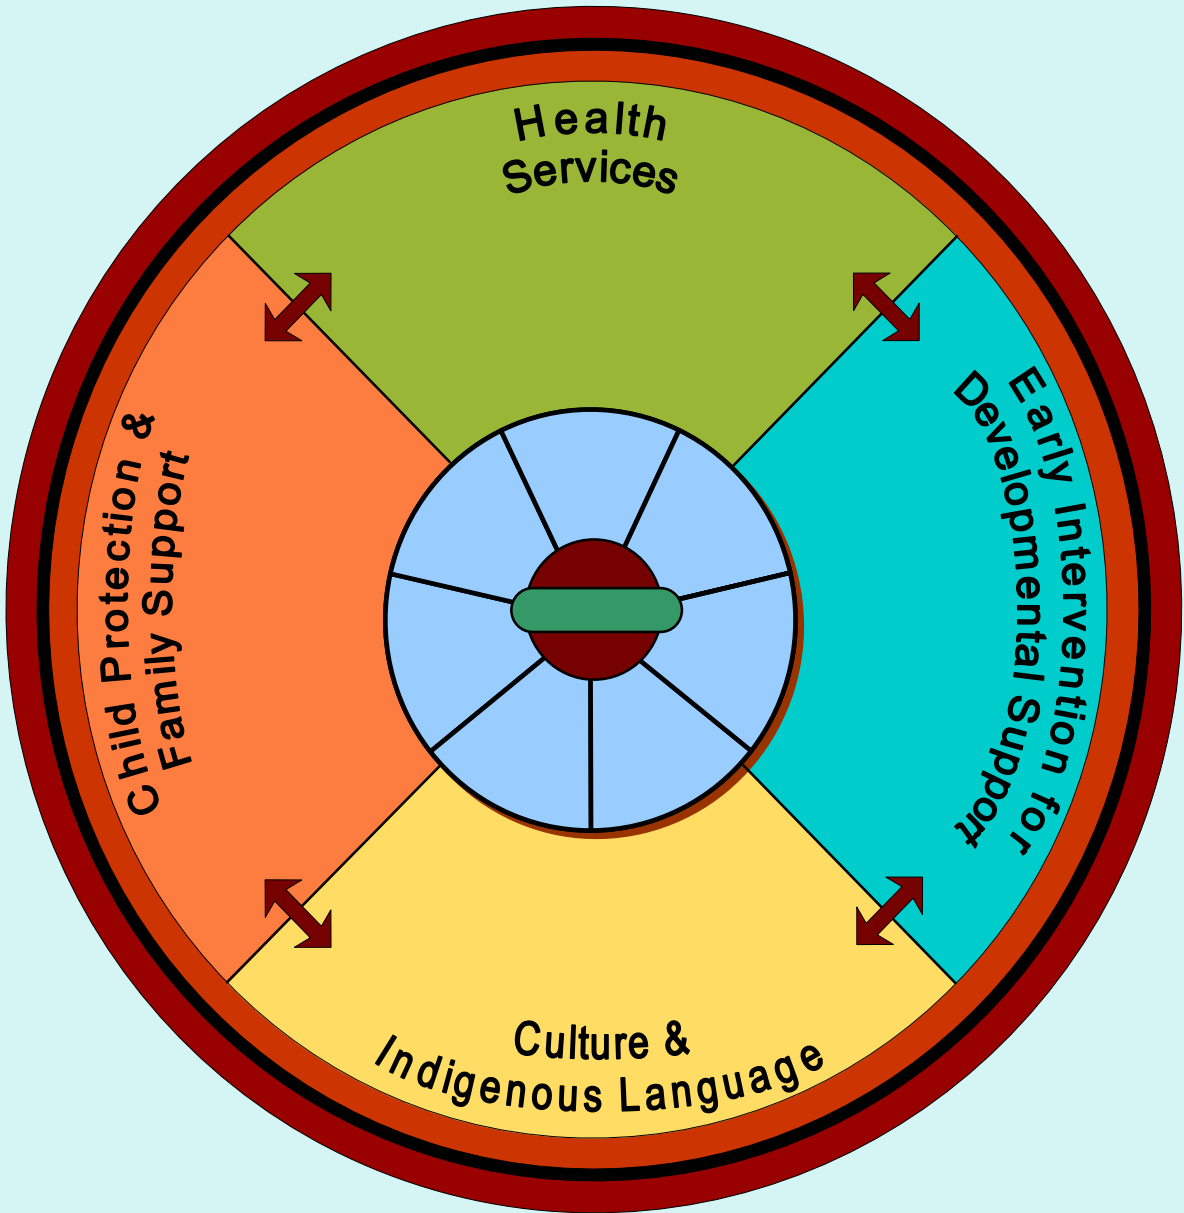 Health
Services
Early Intervention for
Developmental Support
Culture &
Indigenous Language
Child Protection &
Family Support